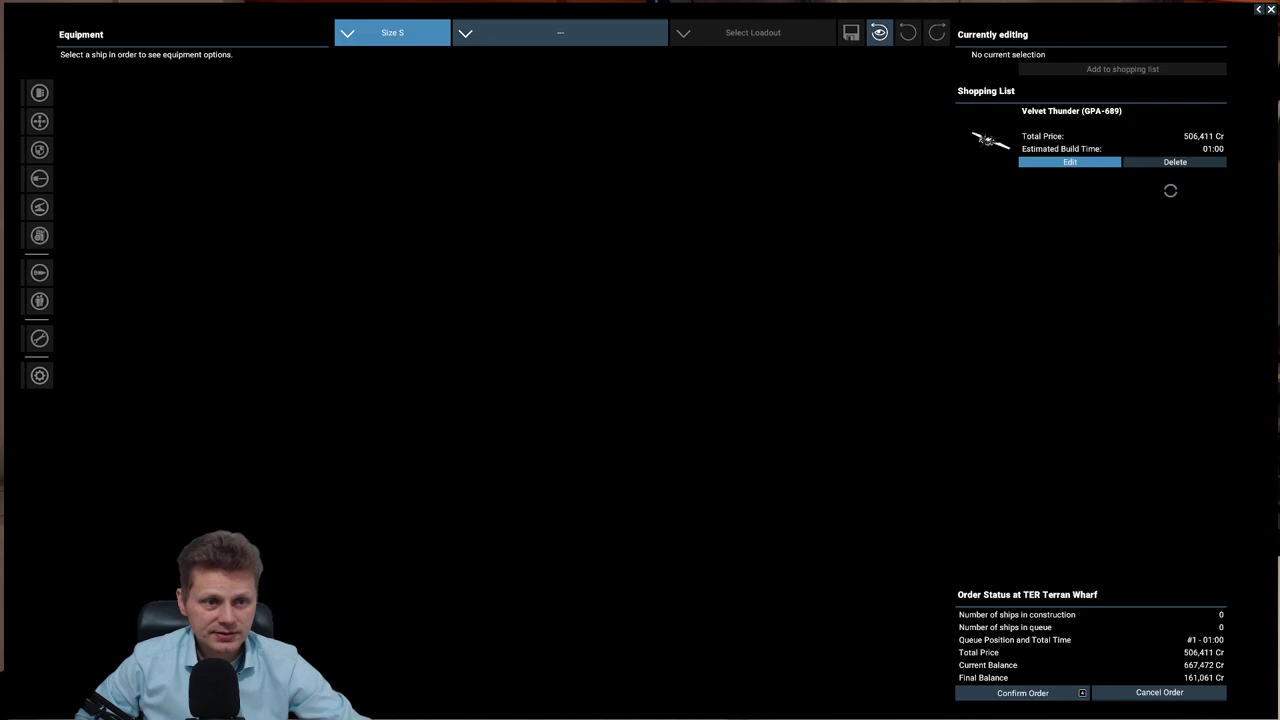 Equipment
Select a ship in order to see equipment options.
Size S
---
Select Loadout
Currently editing
No current selection
Add to shopping list
Shopping List
Velvet Thunder (GPA-689)
Total Price: 506,411 Cr
Estimated Build Time: 01:00
Edit Delete
Order Status at TER Terran Wharf
Number of ships in construction 0
Number of ships in queue 0
Queue Position and Total Time #1 - 01:00
Total Price 506,411 Cr
Current Balance 667,472 Cr
Final Balance 161,061 Cr
Confirm Order Cancel Order